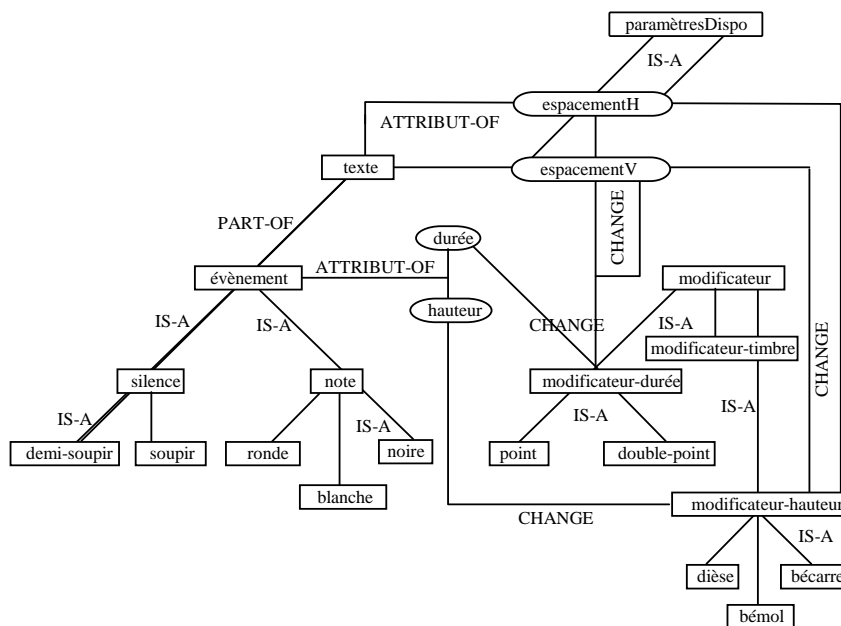 paramètresDispo
IS-A
espacementH
ATTRIBUT-OF
texte
espacementV
PART-OF
CHANGE
durée
évènement
ATTRIBUT-OF
modificateur
hauteur
IS-A
IS-A
CHANGE
IS-A
modificateur-timbre
CHANGE
silence
note
modificateur-durée
IS-A
IS-A
IS-A
IS-A
demi-soupir
soupir
ronde
noire
point
double-point
blanche
modificateur-hauteur
CHANGE
IS-A
dièse
bécarre
bémol